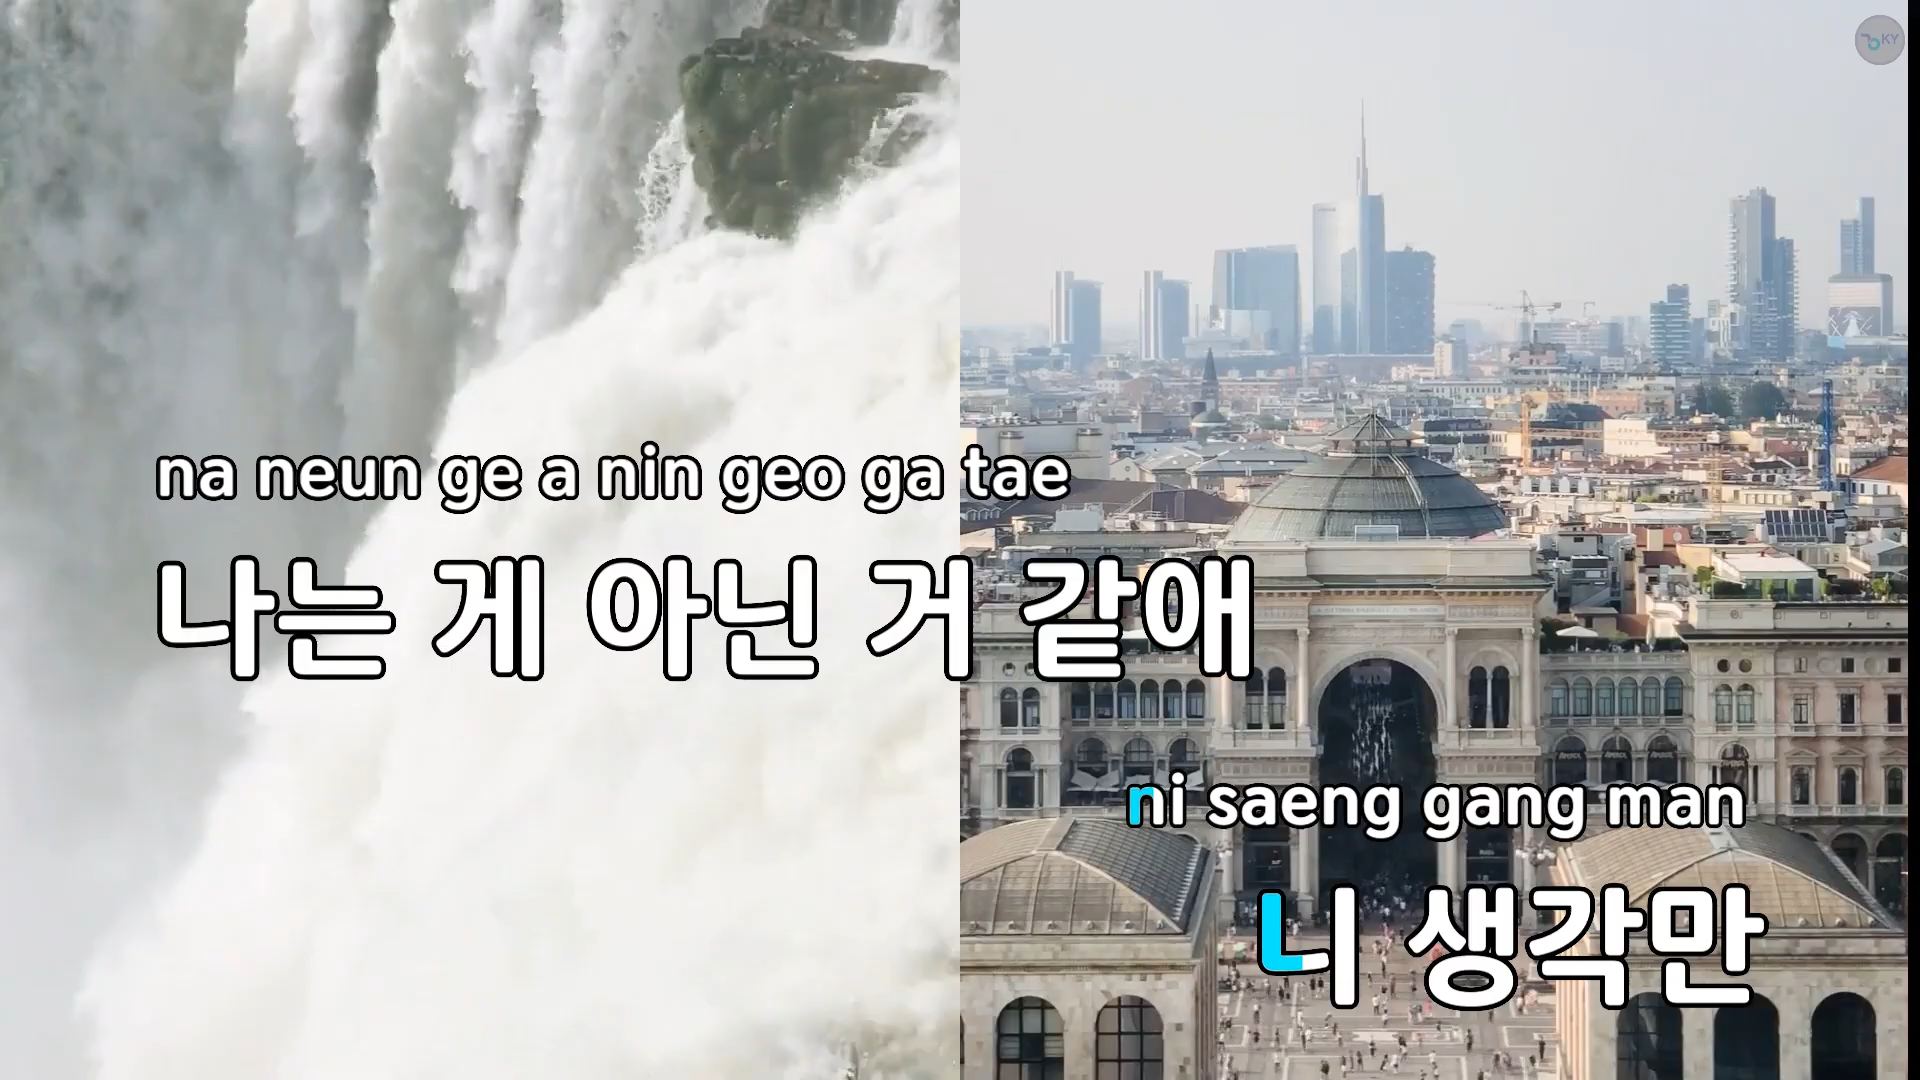 KY
na neun ge a nin geo ga tae
나는 게 아닌 거 같애
ni saeng gang man
니 생각만